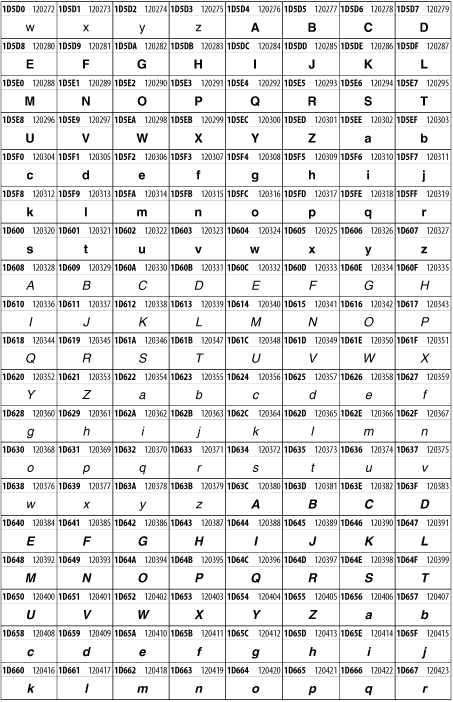 1D5D0 120272 1D5D1 120273 1D5D2 120274 1D5D3 120275 1D5D4 120276 1D5D5 120277 1D5D6 120278 1D5D7 120279
w x y z A B C D
1D5D8 120280 1D5D9 120281 1D5DA 120282 1D5DB 120283 1D5DC 120284 1D5DD 120285 1D5DE 120286 1D5DF 120287
E F G H I J K L
1D5E0 120288 1D5E1 120289 1D5E2 120290 1D5E3 120291 1D5E4 120292 1D5E5 120293 1D5E6 120294 1D5E7 120295
M N O P Q R S T
1D5E8 120296 1D5E9 120297 1D5EA 120298 1D5EB 120299 1D5EC 120300 1D5ED 120301 1D5EE 120302 1D5EF 120303
U V W X Y Z a b
1D5F0 120304 1D5F1 120305 1D5F2 120306 1D5F3 120307 1D5F4 120308 1D5F5 120309 1D5F6 120310 1D5F7 120311
c d e f g h i j
1D5F8 120312 1D5F9 120313 1D5FA 120314 1D5FB 120315 1D5FC 120316 1D5FD 120317 1D5FE 120318 1D5FF 120319
k l m n o p q r
1D600 120320 1D601 120321 1D602 120322 1D603 120323 1D604 120324 1D605 120325 1D606 120326 1D607 120327
s t u v w x y z
1D608 120328 1D609 120329 1D60A 120330 1D60B 120331 1D60C 120332 1D60D 120333 1D60E 120334 1D60F 120335
A B C D E F G H
1D610 120336 1D611 120337 1D612 120338 1D613 120339 1D614 120340 1D615 120341 1D616 120342 1D617 120343
I J K L M N O P
1D618 120344 1D619 120345 1D61A 120346 1D61B 120347 1D61C 120348 1D61D 120349 1D61E 120350 1D61F 120351
Q R S T U V W X
1D620 120352 1D621 120353 1D622 120354 1D623 120355 1D624 120356 1D625 120357 1D626 120358 1D627 120359
Y Z a b c d e f
1D628 120360 1D629 120361 1D62A 120362 1D62B 120363 1D62C 120364 1D62D 120365 1D62E 120366 1D62F 120367
g h i j k l m n
1D630 120368 1D631 120369 1D632 120370 1D633 120371 1D634 120372 1D635 120373 1D636 120374 1D637 120375
o p q r s t u v
1D638 120376 1D639 120377 1D63A 120378 1D63B 120379 1D63C 120380 1D63D 120381 1D63E 120382 1D63F 120383
w x y z A B C D
1D640 120384 1D641 120385 1D642 120386 1D643 120387 1D644 120388 1D645 120389 1D646 120390 1D647 120391
E F G H I J K L
1D648 120392 1D649 120393 1D64A 120394 1D64B 120395 1D64C 120396 1D64D 120397 1D64E 120398 1D64F 120399
M N O P Q R S T
1D650 120400 1D651 120401 1D652 120402 1D653 120403 1D654 120404 1D655 120405 1D656 120406 1D657 120407
U V W X Y Z a b
1D658 120408 1D659 120409 1D65A 120410 1D65B 120411 1D65C 120412 1D65D 120413 1D65E 120414 1D65F 120415
c d e f g h i j
1D660 120416 1D661 120417 1D662 120418 1D663 120419 1D664 120420 1D665 120421 1D666 120422 1D667 120423
k l m n o p q r